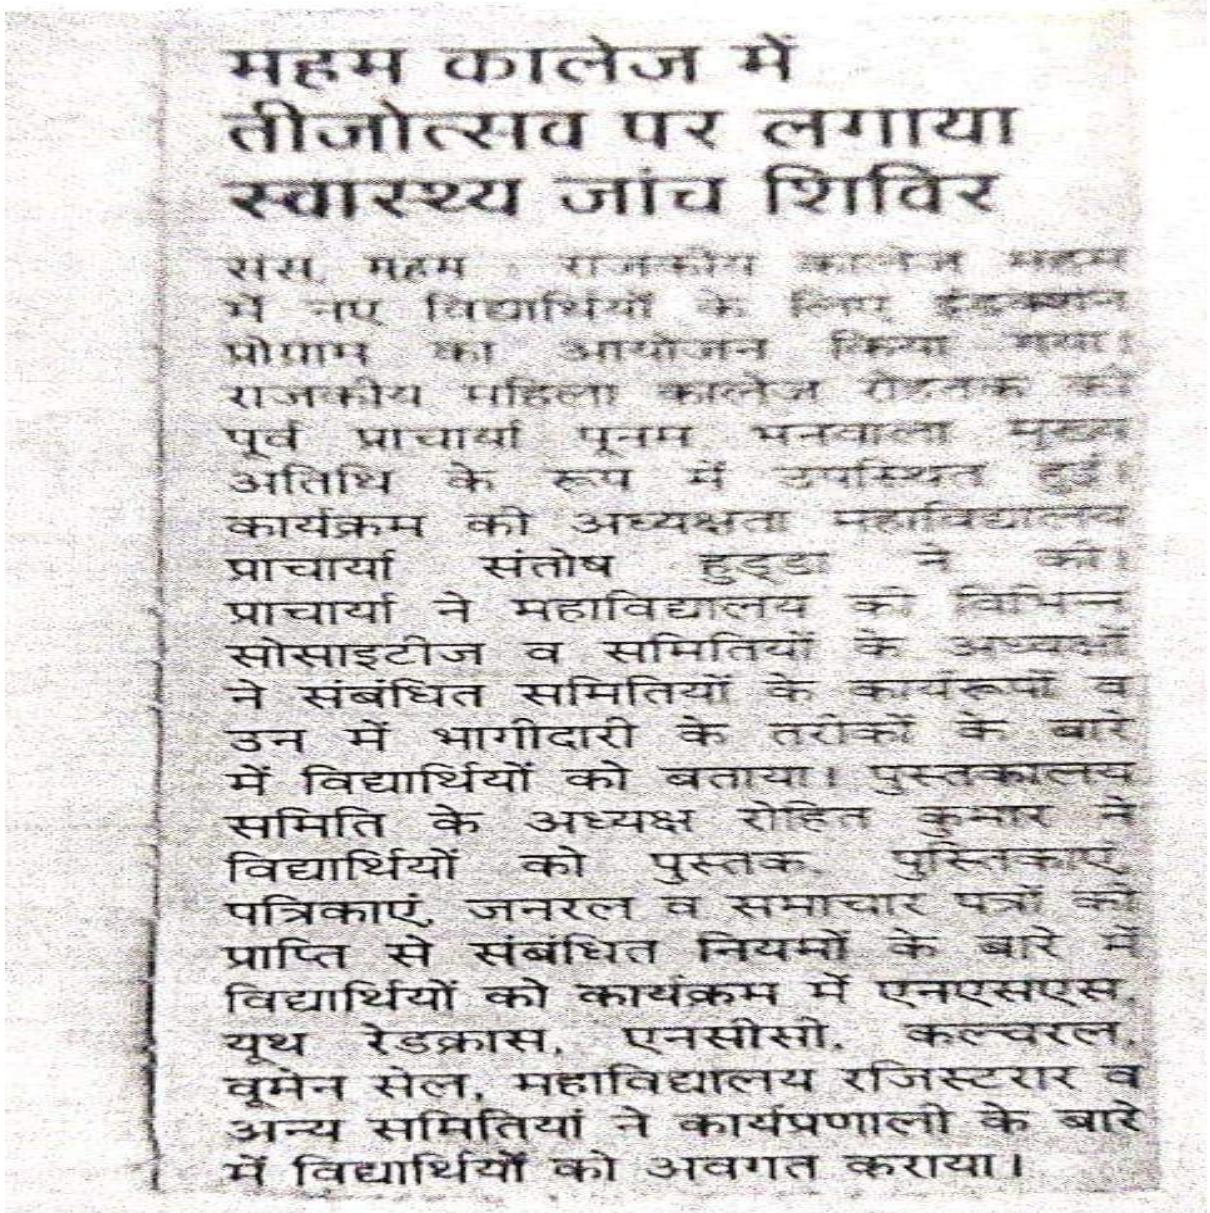 महम कालेज में
तीजोत्सव पर लगाया
स्वास्थ्य जांच शिविर
सस, महम : राजकीय कालेज महम
में नए विद्यार्थियों के लिए इंडक्शन
प्रोग्राम का आयोजन किया गया।
राजकीय महिला कालेज रोहतक की
पूर्व प्राचार्या पूनम भनवाला मुख्य
अतिथि के रूप में उपस्थित हुई।
कार्यक्रम की अध्यक्षता महाविद्यालय
प्राचार्या संतोष हुड्डा ने की।
प्राचार्या ने महाविद्यालय की विभिन्न
सोसाइटीज व समितियों के अध्यक्षों
ने संबंधित समितियों के कार्यरूपों व
उन में भागीदारी के तरीकों के बारे
में विद्यार्थियों को बताया। पुस्तकालय
समिति के अध्यक्ष रोहित कुमार ने
विद्यार्थियों को पुस्तक, पुस्तिकाएं,
पत्रिकाएं, जनरल व समाचार पत्रों की
प्राप्ति से संबंधित नियमों के बारे में
विद्यार्थियों को कार्यक्रम में एनएसएस,
यूथ रेडक्रास, एनसीसी, कल्चरल,
वूमेन सेल, महाविद्यालय रजिस्टरार व
अन्य समितियां ने कार्यप्रणाली के बारे
में विद्यार्थियों को अवगत कराया।